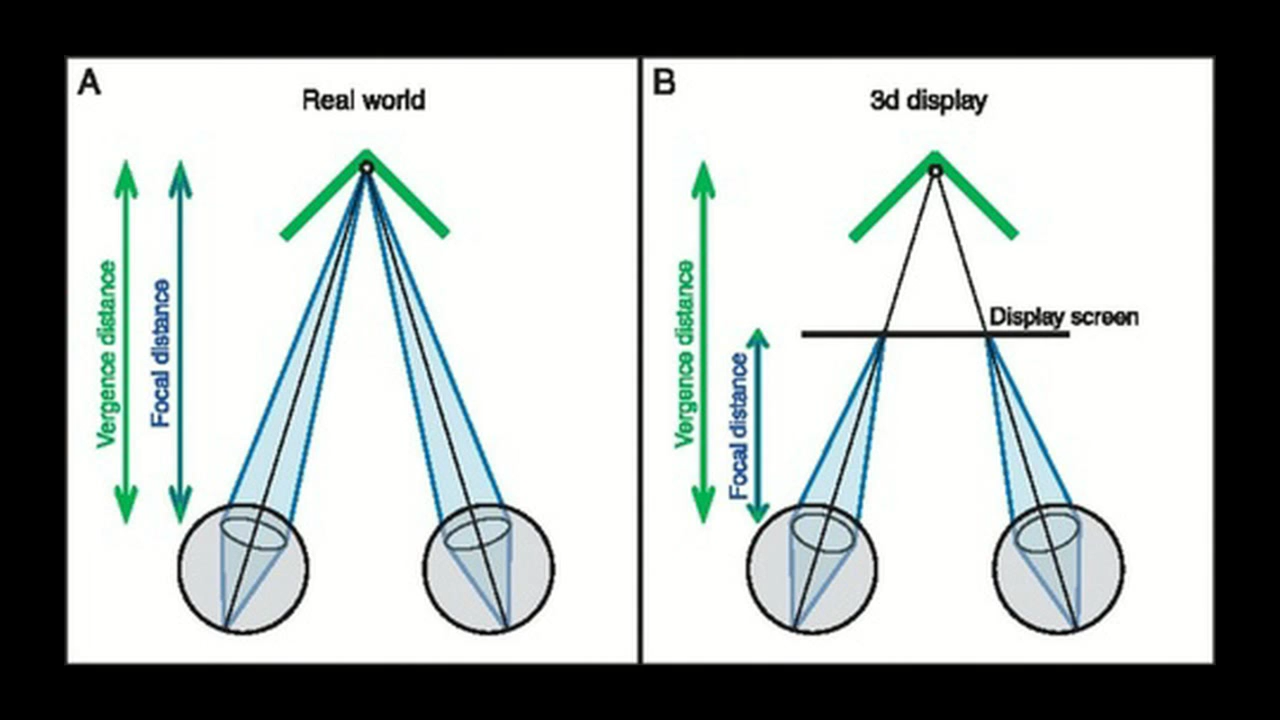 A
Real world
Vergence distance
Focal distance
B
3d display
Display screen
Vergence distance
Focal distance